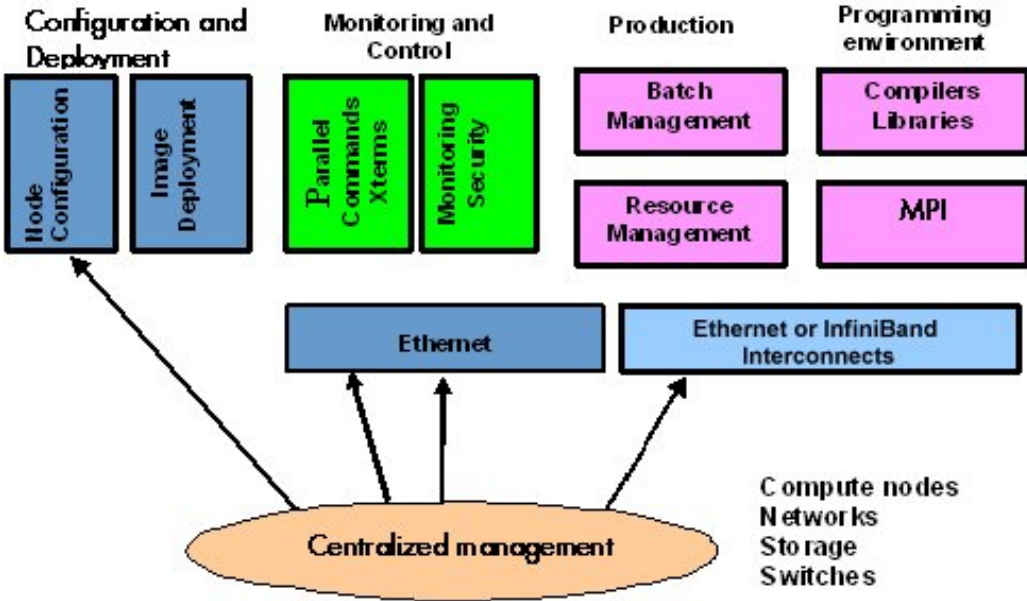 Configuration and
Deployment
Monitoring and
Control
Production
Programming
environment
Node
Configuration
Image
Deployment
Parallel
Commands
Xterms
Monitoring
Security
Batch
Management
Compilers
Libraries
Resource
Management
MPI
Ethernet
Ethernet or InfiniBand
Interconnects
Centralized management
Compute nodes
Networks
Storage
Switches